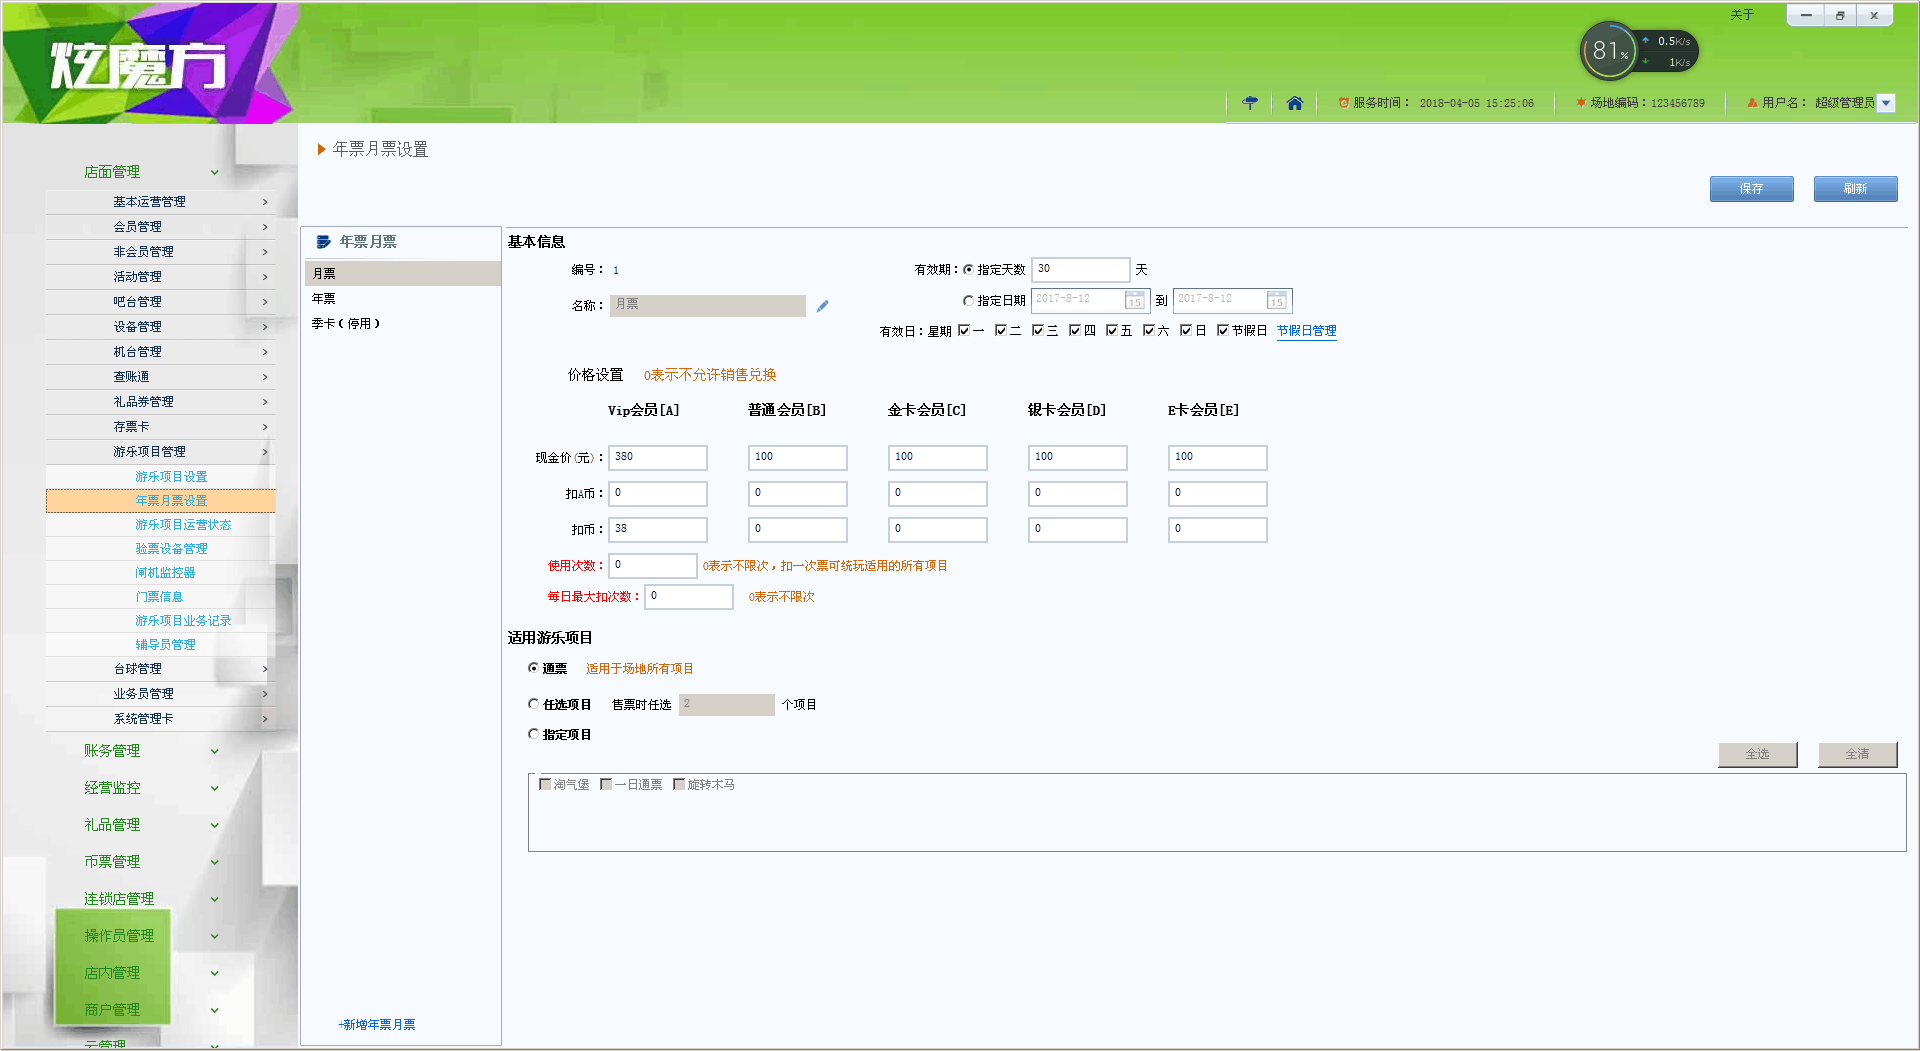 关于
炫魔方
81%
0.5K/s
1K/s
服务时间： 2018-04-05 15:25:06
场地编码：123456789
用户名： 超级管理员
店面管理
基本运营管理
会员管理
非会员管理
活动管理
吧台管理
设备管理
机台管理
查账通
礼品券管理
存票卡
游乐项目管理
游乐项目设置
年票月票设置
游乐项目运营状态
验票设备管理
闸机监控器
门票信息
游乐项目业务记录
辅导员管理
台球管理
业务员管理
系统管理卡
账务管理
经营监控
礼品管理
币票管理
连锁店管理
操作员管理
店内管理
商户管理
云管理
年票月票设置
保存 刷新
年票月票
月票
年票
季卡(停用)
+新增年票月票
基本信息
编号： 1
有效期： 指定天数 30 天
名称： 月票
指定日期 2017-8-12 15 到 2017-8-12 15
有效日：星期 一 二 三 四 五 六 日 节假日 节假日管理
价格设置 0表示不允许销售兑换
Vip会员[A] 普通会员[B] 金卡会员[C] 银卡会员[D] E卡会员[E]
现金价(元)： 380 100 100 100 100
扣A币： 0 0 0 0 0
扣币： 38 0 0 0 0
使用次数： 0 0表示不限次，扣一次票可统玩适用的所有项目
每日最大扣次数： 0 0表示不限次
适用游乐项目
通票 适用于场地所有项目
任选项目 售票时任选 2 个项目
指定项目
全选 全清
淘气堡 一日通票 旋转木马